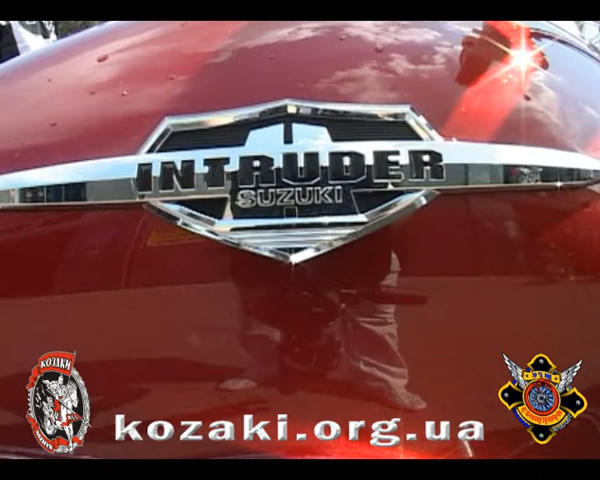 INTRUDER
SUZUKI
КОЗАКИ
kozaki.org.ua